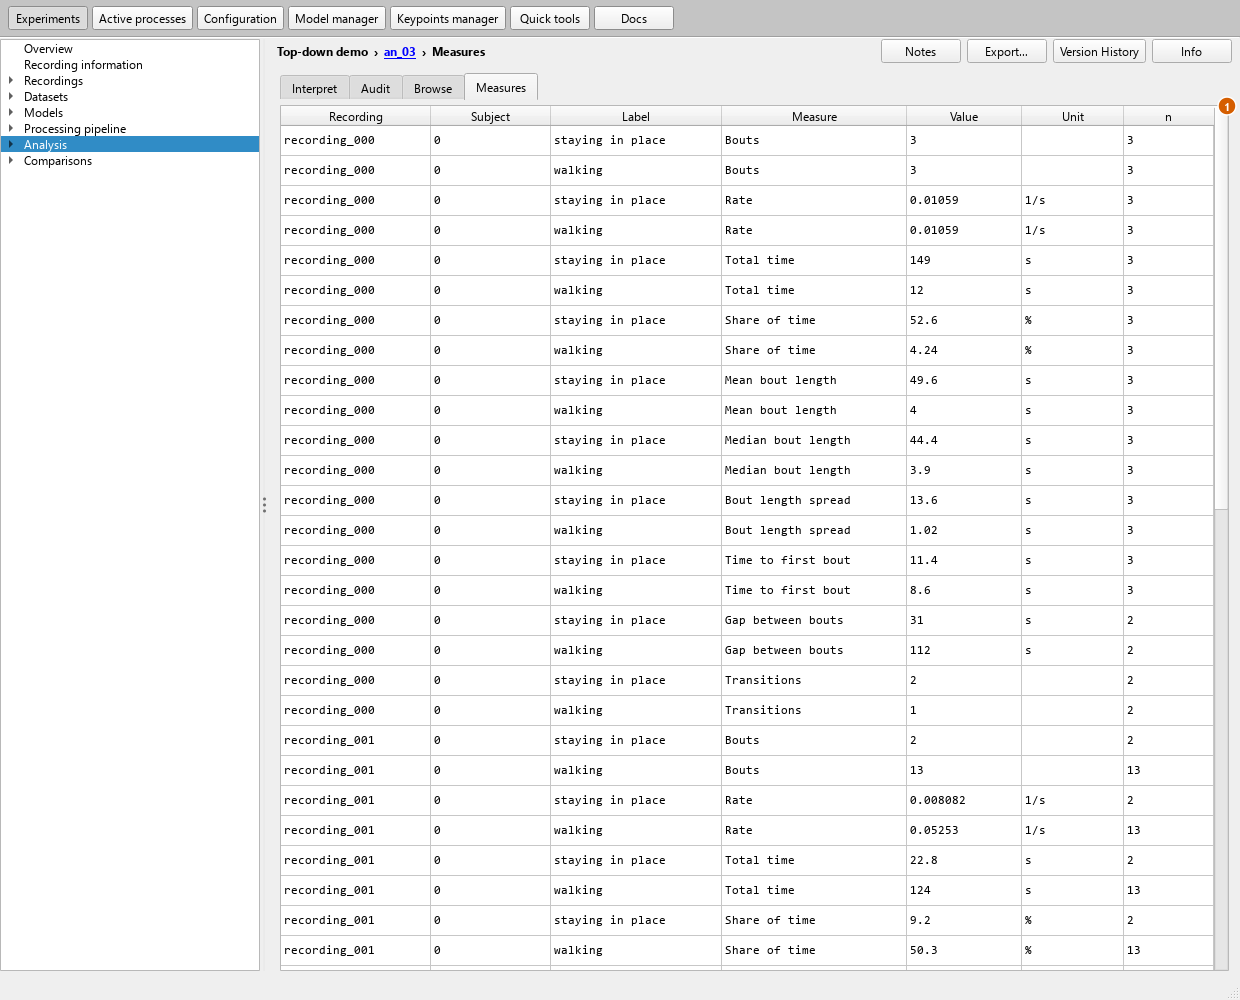 Experiments Active processes Configuration Model manager Keypoints manager Quick tools Docs
Overview
Recording information
Recordings
Datasets
Models
Processing pipeline
Analysis
Comparisons
Top-down demo › an_03 › Measures
Notes Export... Version History Info
Interpret Audit Browse Measures
1
Recording Subject Label Measure Value Unit n
recording_000 0 staying in place Bouts 3 3
recording_000 0 walking Bouts 3 3
recording_000 0 staying in place Rate 0.01059 1/s 3
recording_000 0 walking Rate 0.01059 1/s 3
recording_000 0 staying in place Total time 149 s 3
recording_000 0 walking Total time 12 s 3
recording_000 0 staying in place Share of time 52.6 % 3
recording_000 0 walking Share of time 4.24 % 3
recording_000 0 staying in place Mean bout length 49.6 s 3
recording_000 0 walking Mean bout length 4 s 3
recording_000 0 staying in place Median bout length 44.4 s 3
recording_000 0 walking Median bout length 3.9 s 3
recording_000 0 staying in place Bout length spread 13.6 s 3
recording_000 0 walking Bout length spread 1.02 s 3
recording_000 0 staying in place Time to first bout 11.4 s 3
recording_000 0 walking Time to first bout 8.6 s 3
recording_000 0 staying in place Gap between bouts 31 s 2
recording_000 0 walking Gap between bouts 112 s 2
recording_000 0 staying in place Transitions 2 2
recording_000 0 walking Transitions 1 2
recording_001 0 staying in place Bouts 2 2
recording_001 0 walking Bouts 13 13
recording_001 0 staying in place Rate 0.008082 1/s 2
recording_001 0 walking Rate 0.05253 1/s 13
recording_001 0 staying in place Total time 22.8 s 2
recording_001 0 walking Total time 124 s 13
recording_001 0 staying in place Share of time 9.2 % 2
recording_001 0 walking Share of time 50.3 % 13